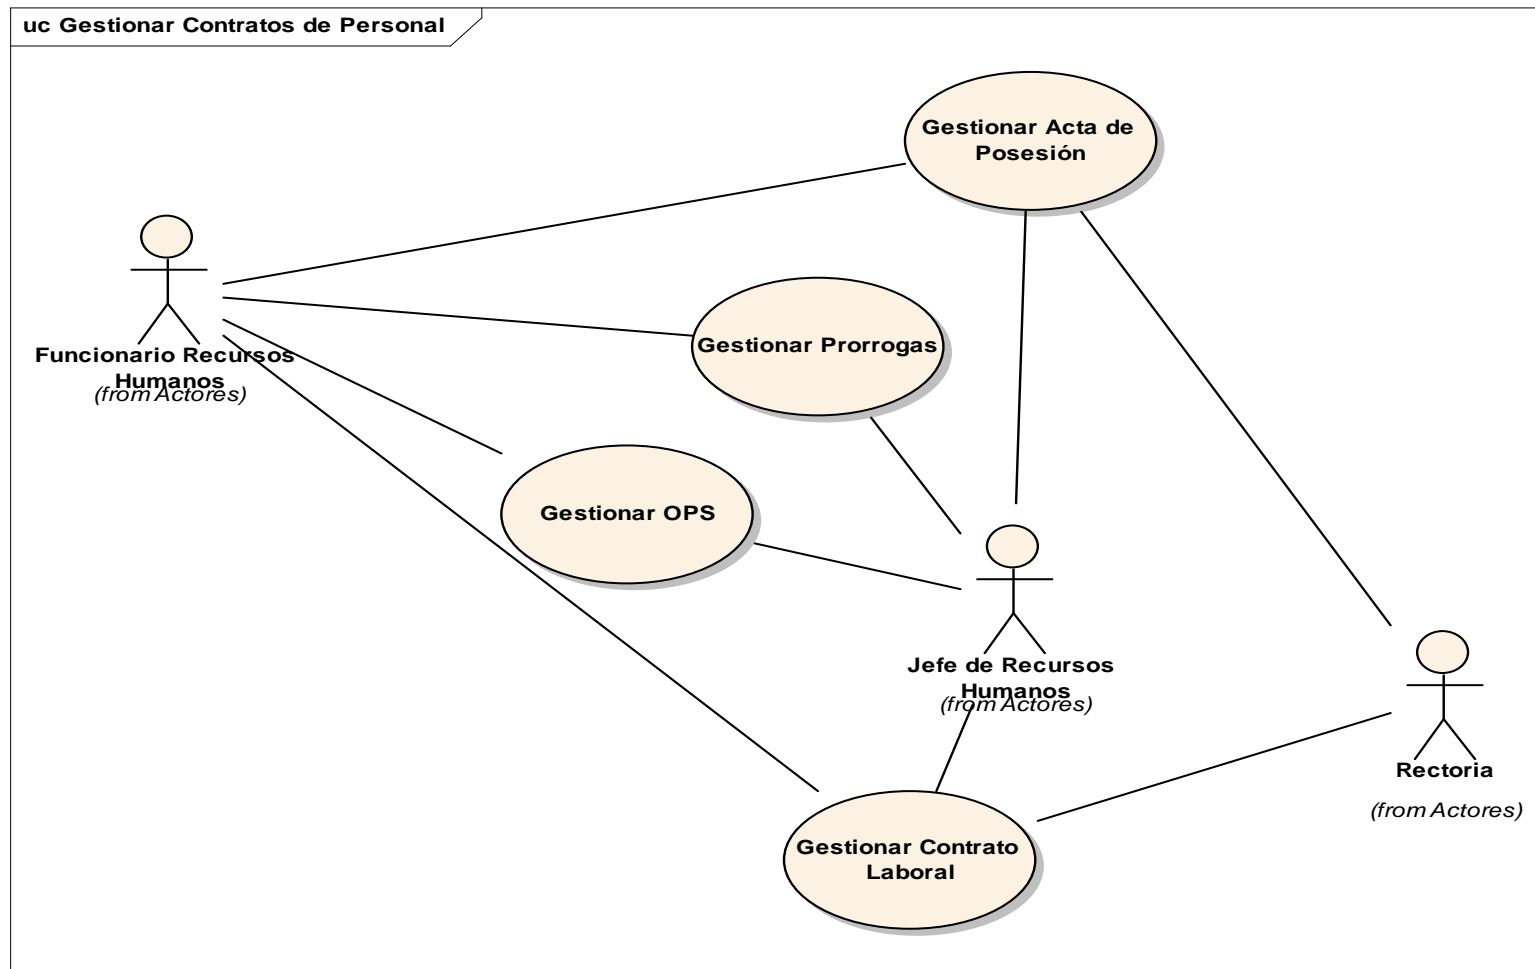 uc Gestionar Contratos de Personal
Gestionar Acta de
Posesión
Funcionario Recursos
Humanos
(from Actores)
Gestionar Prorrogas
Gestionar OPS
Jefe de Recursos
Humanos
(from Actores)
Rectoria
(from Actores)
Gestionar Contrato
Laboral